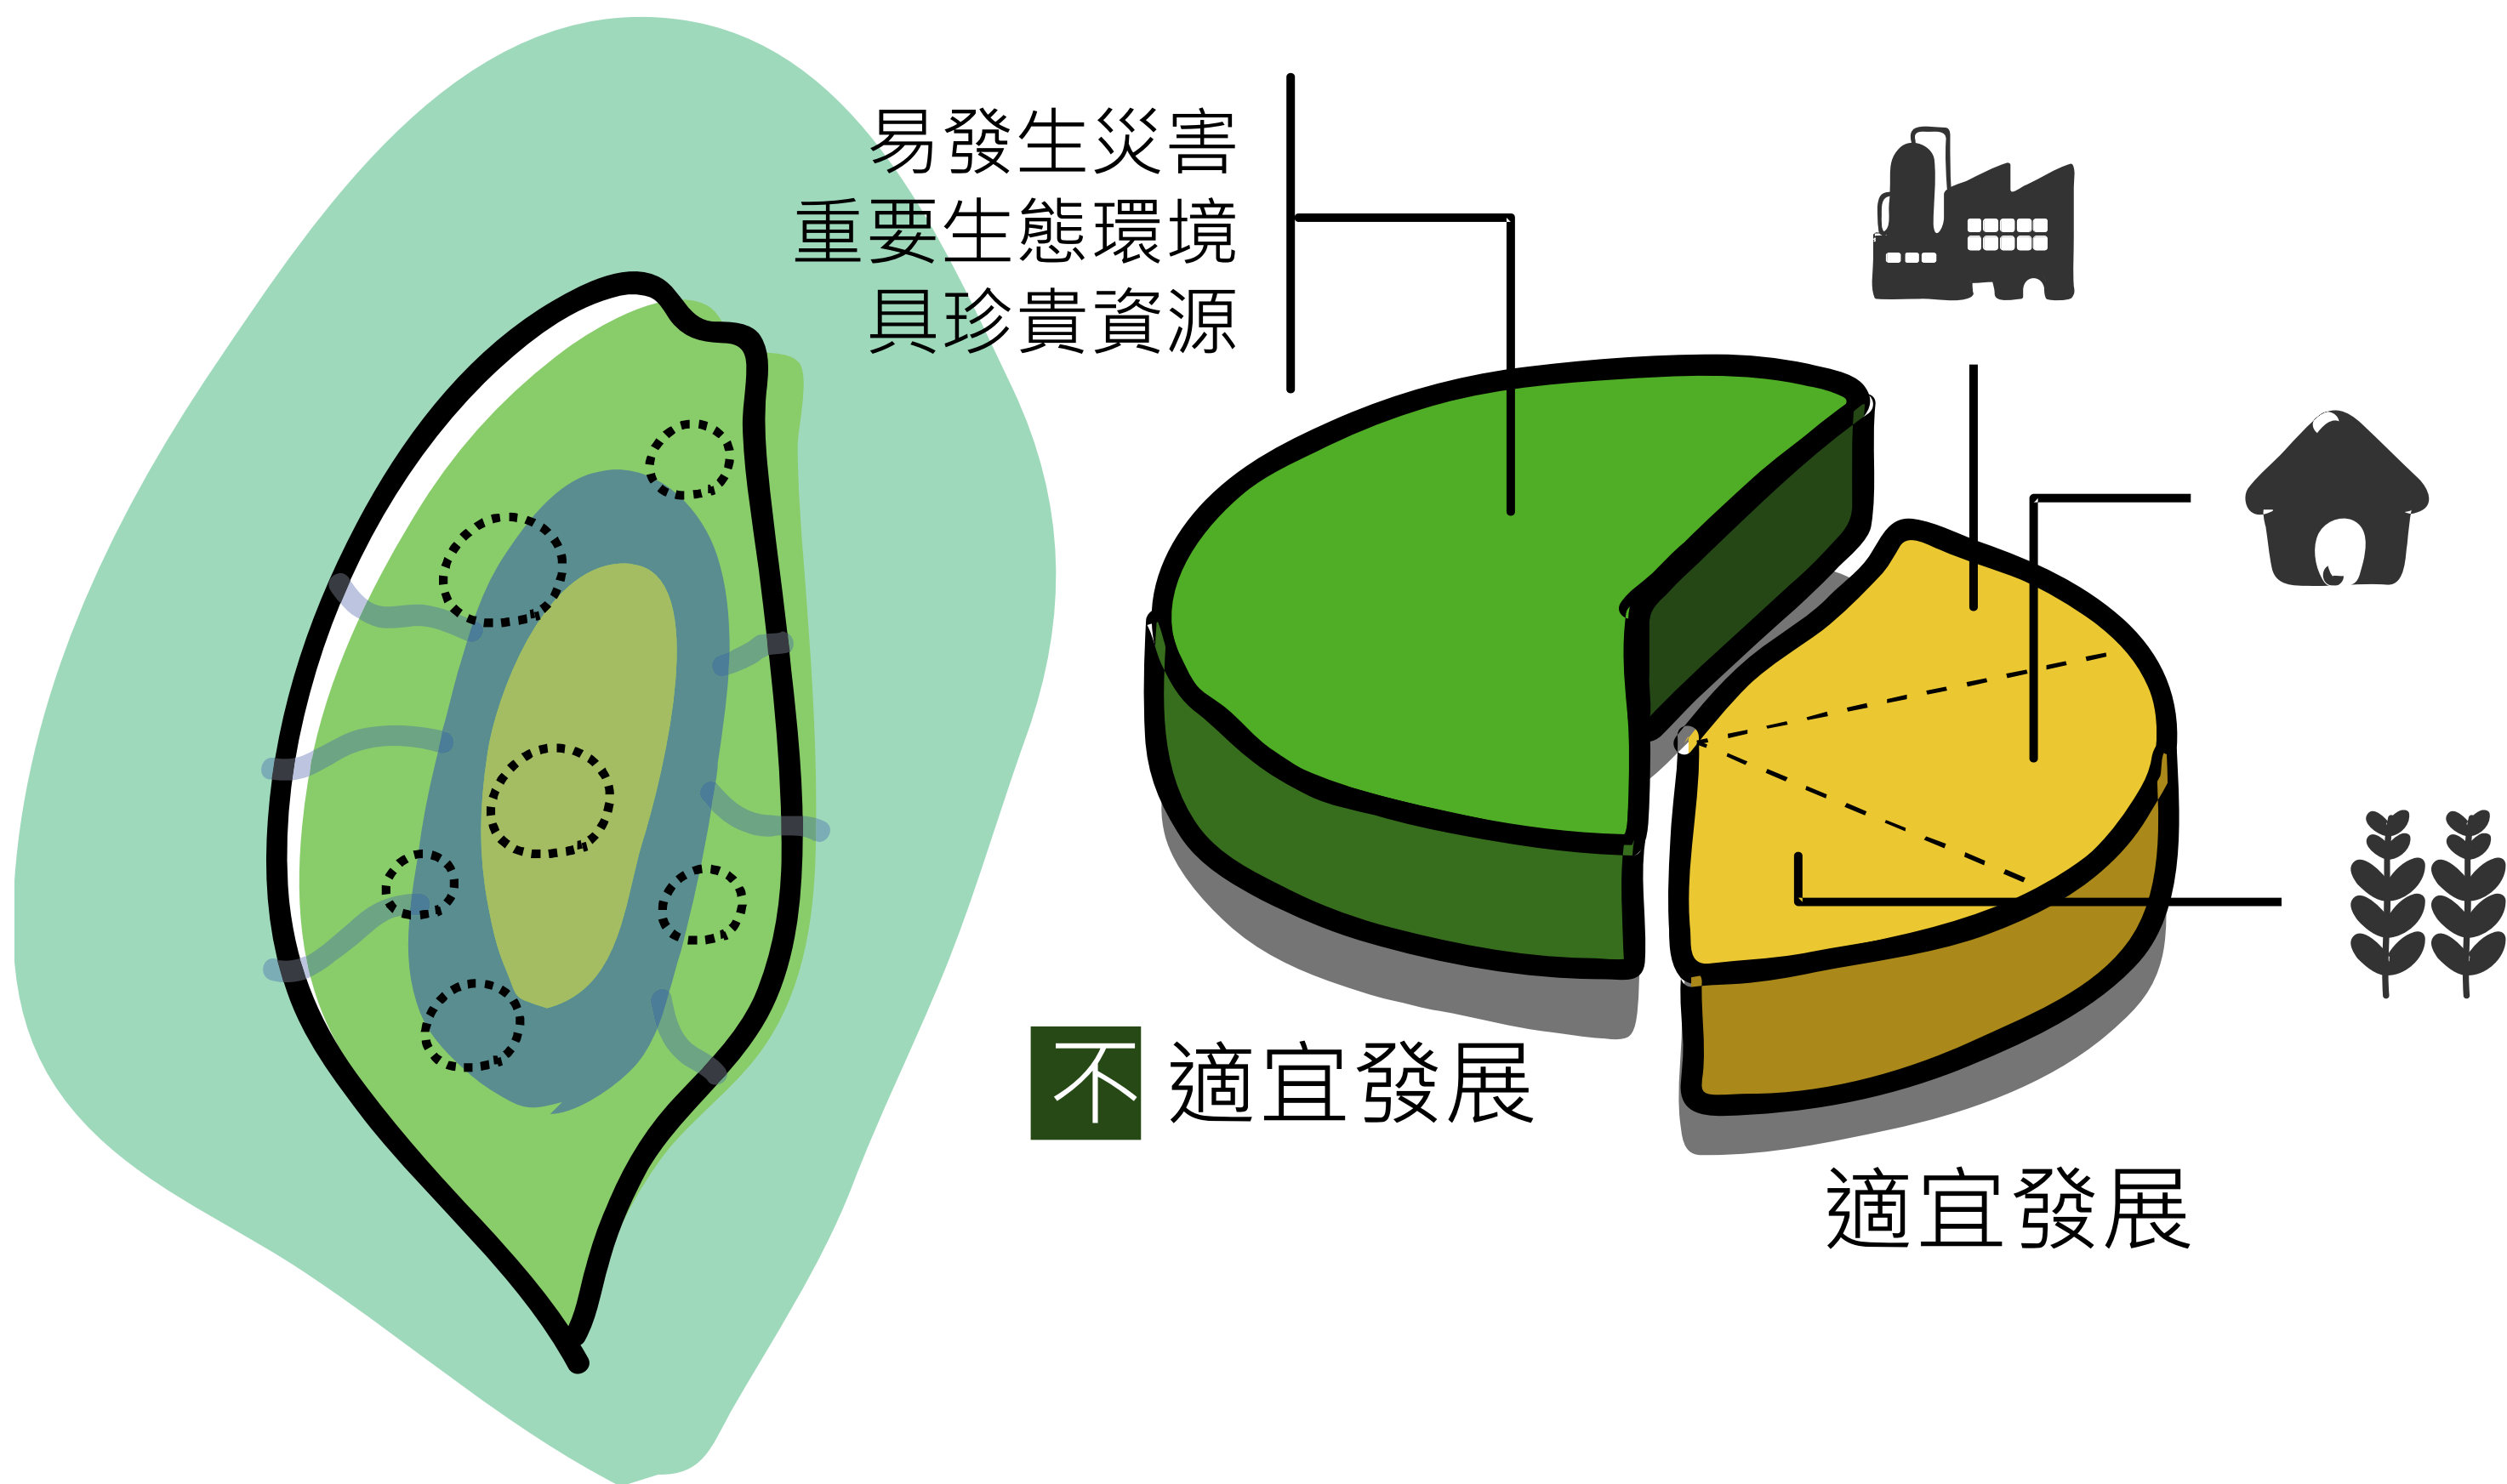 易發生災害
重要生態環境
具珍貴資源
不適宜發展
適宜發展